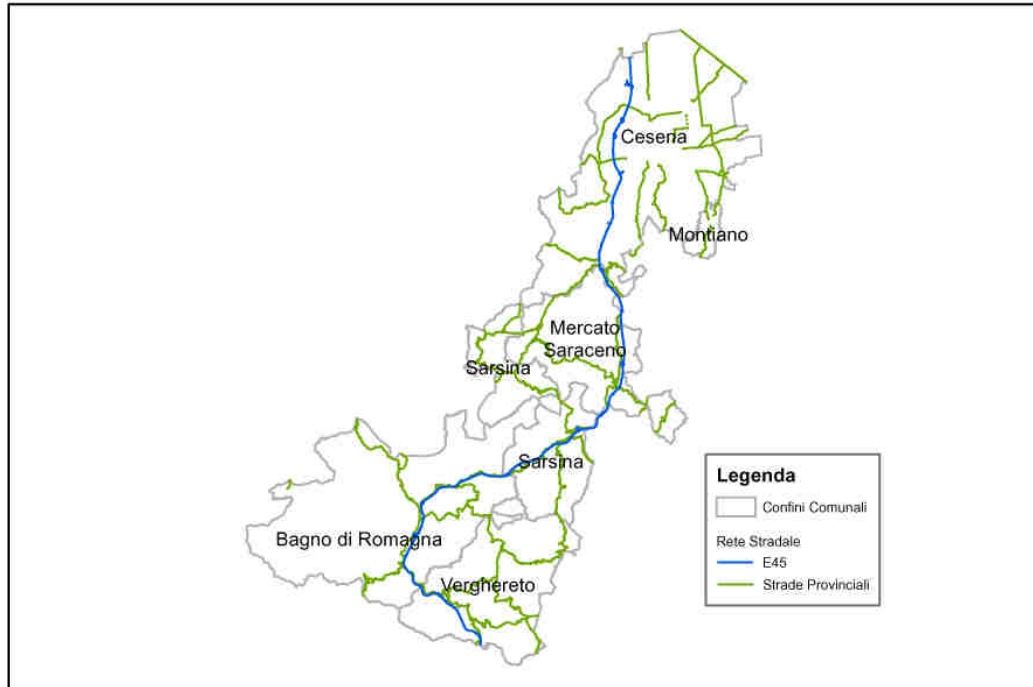 Cesena
Montiano
Mercato
Saraceno
Sarsina
Sarsina
Bagno di Romagna
Verghereto
Legenda
Confini Comunali
Rete Stradale
E45
Strade Provinciali